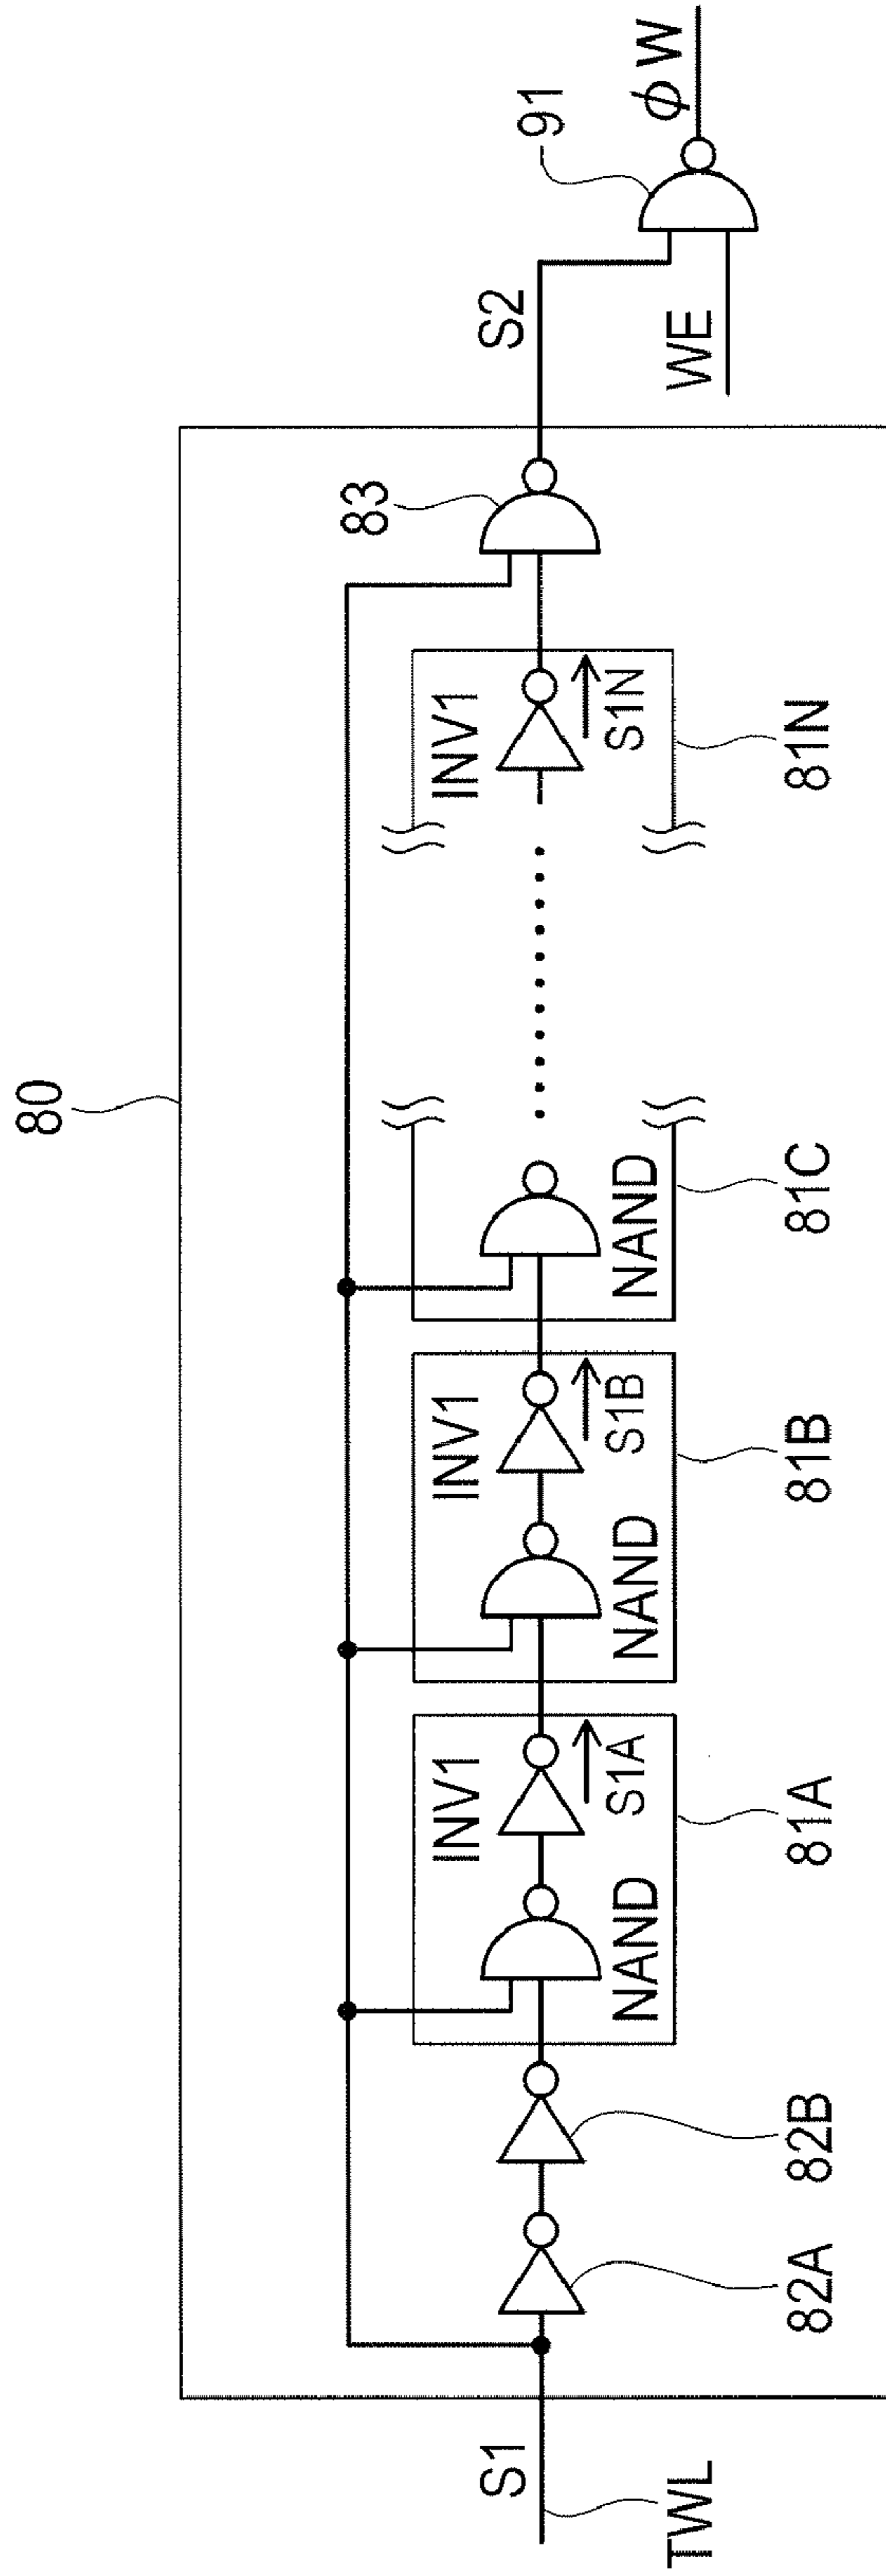 80
S1
TWL
82A
82B
NAND
INV1
S1A
81A
NAND
INV1
S1B
81B
NAND
81C
INV1
S1N
81N
83
S2
WE
91
ϕ W